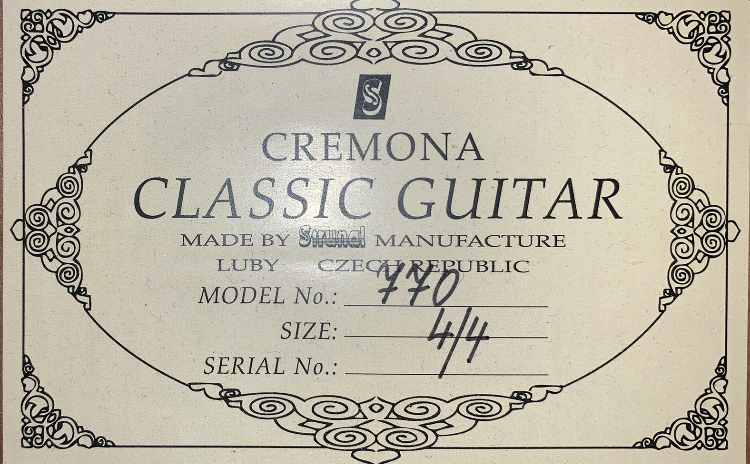 S
CREMONA
CLASSIC GUITAR
MADE BY Strunal MANUFACTURE
LUBY CZECH REPUBLIC
MODEL No.: 770
SIZE: 4/4
SERIAL No.: